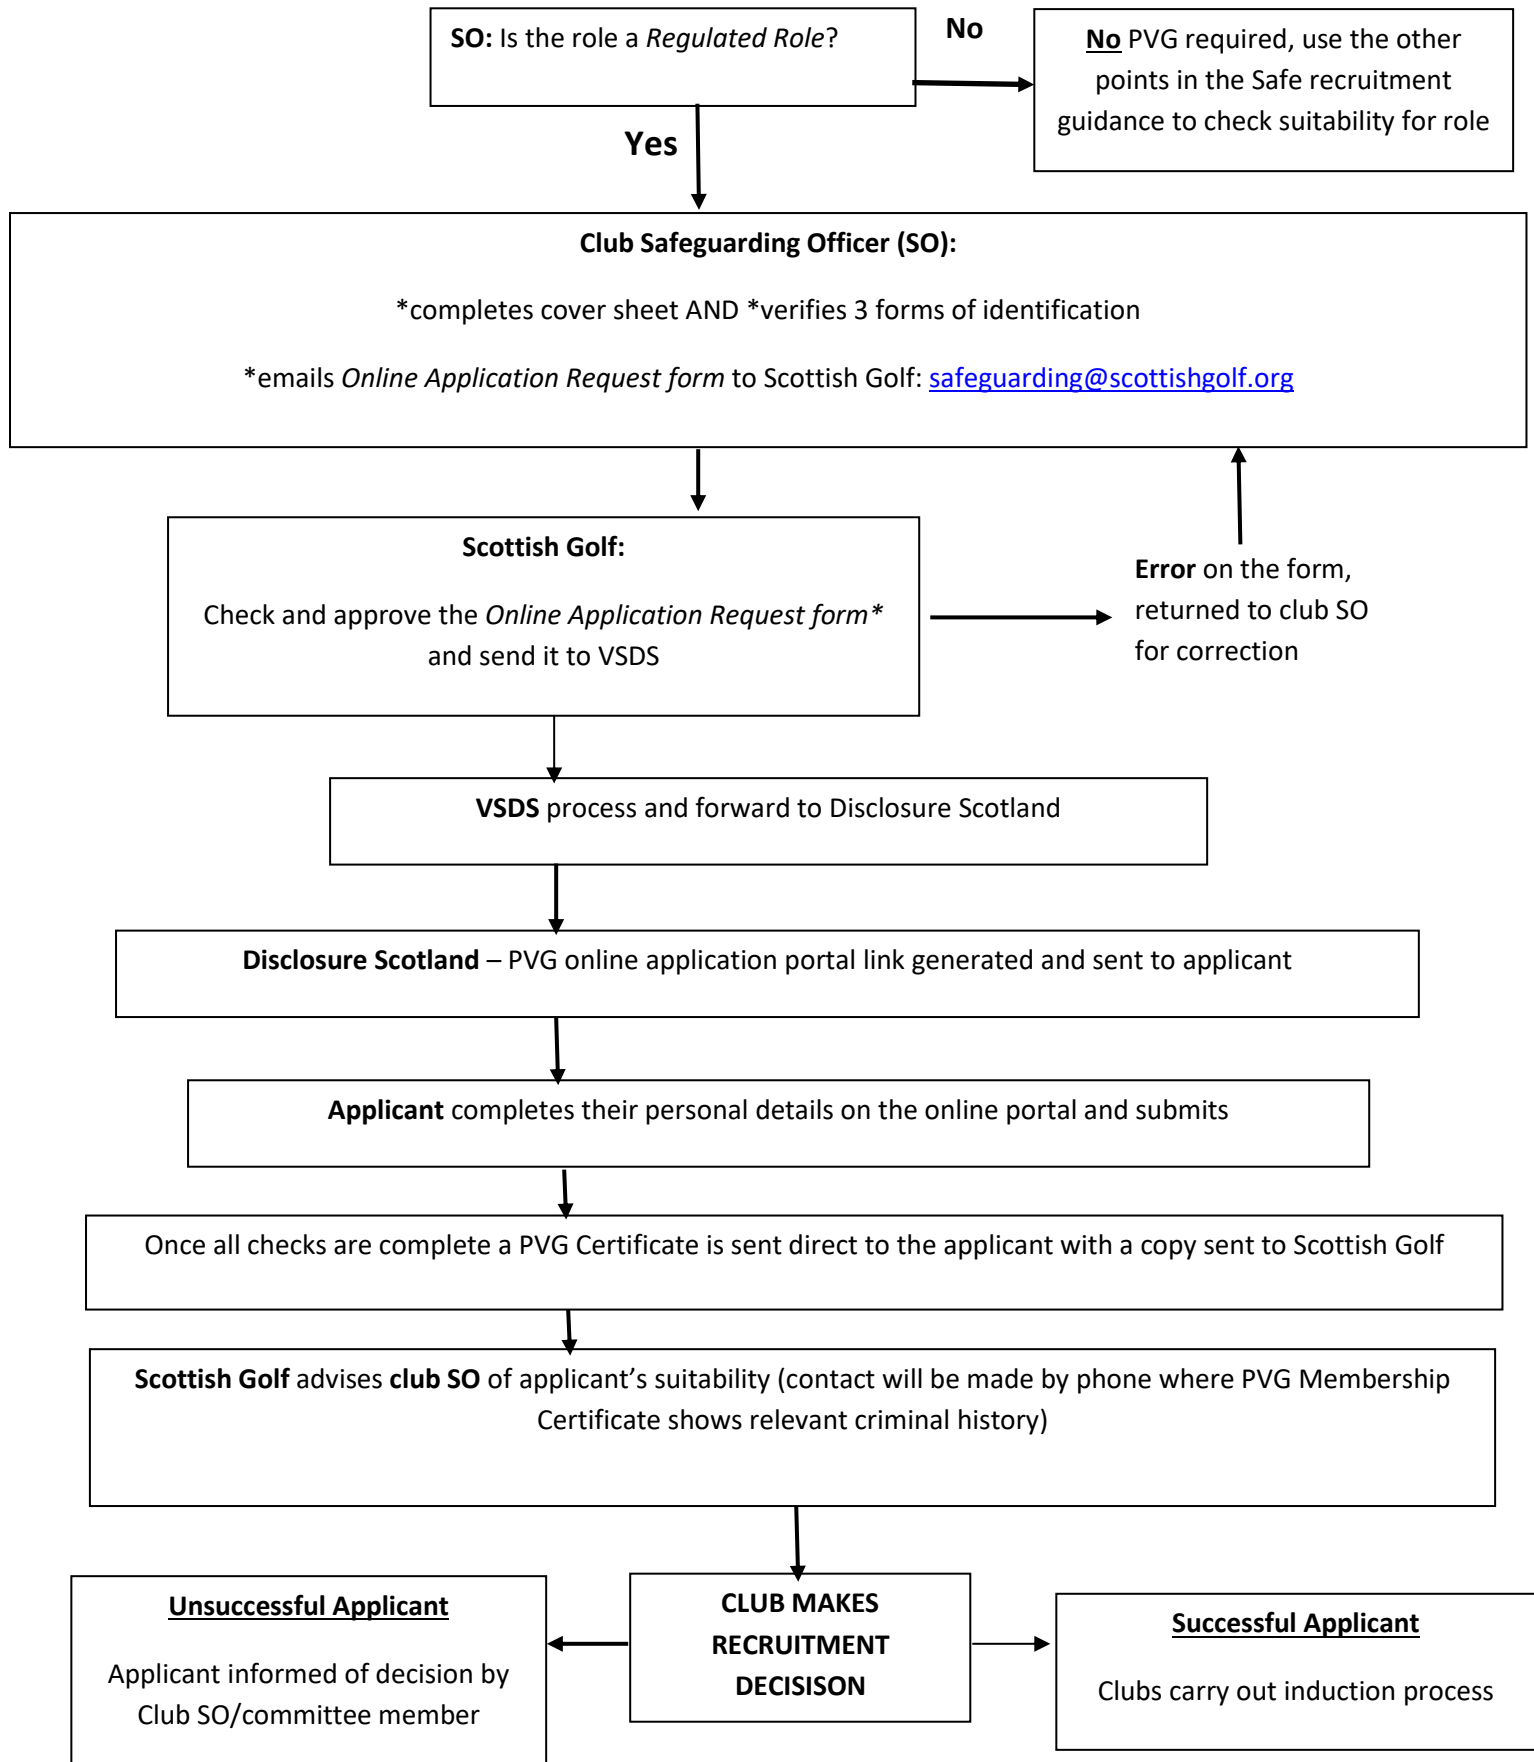 SO: Is the role a Regulated Role?
No
No PVG required, use the other
points in the Safe recruitment
guidance to check suitability for role
Yes
Club Safeguarding Officer (SO):
*completes cover sheet AND *verifies 3 forms of identification
*emails Online Application Request form to Scottish Golf: safeguarding@scottishgolf.org
Scottish Golf:
Check and approve the Online Application Request form*
and send it to VSDS
Error on the form,
returned to club SO
for correction
VSDS process and forward to Disclosure Scotland
Disclosure Scotland – PVG online application portal link generated and sent to applicant
Applicant completes their personal details on the online portal and submits
Once all checks are complete a PVG Certificate is sent direct to the applicant with a copy sent to Scottish Golf
Scottish Golf advises club SO of applicant’s suitability (contact will be made by phone where PVG Membership
Certificate shows relevant criminal history)
Unsuccessful Applicant
Applicant informed of decision by
Club SO/committee member
CLUB MAKES
RECRUITMENT
DECISISON
Successful Applicant
Clubs carry out induction process